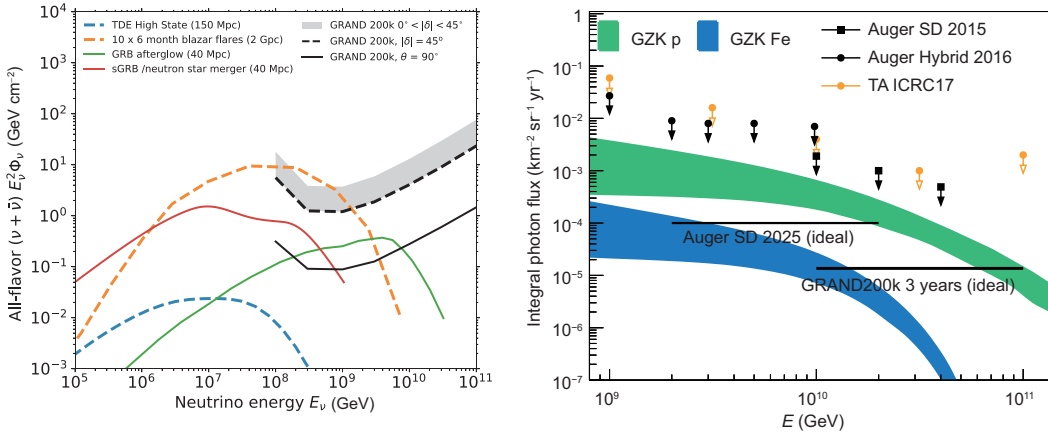 TDE High State (150 Mpc)
10 x 6 month blazar flares (2 Gpc)
GRB afterglow (40 Mpc)
sGRB /neutron star merger (40 Mpc)
GRAND 200k 0° < |δ| < 45°
GRAND 200k, |δ| = 45°
GRAND 200k, θ = 90°
All-flavor (ν + ν̄) E²_νΦ_ν (GeV cm⁻²)
10⁴
10³
10²
10¹
10⁰
10⁻¹
10⁻²
10⁻³
10⁵
10⁶
10⁷
10⁸
10⁹
10¹⁰
10¹¹
Neutrino energy E_ν (GeV)
GZK p
GZK Fe
Auger SD 2015
Auger Hybrid 2016
TA ICRC17
Integral photon flux (km⁻² sr⁻¹ yr⁻¹)
10¹
1
10⁻¹
10⁻²
10⁻³
10⁻⁴
10⁻⁵
10⁻⁶
10⁻⁷
Auger SD 2025 (ideal)
GRAND200k 3 years (ideal)
10⁹
10¹⁰
10¹¹
E (GeV)